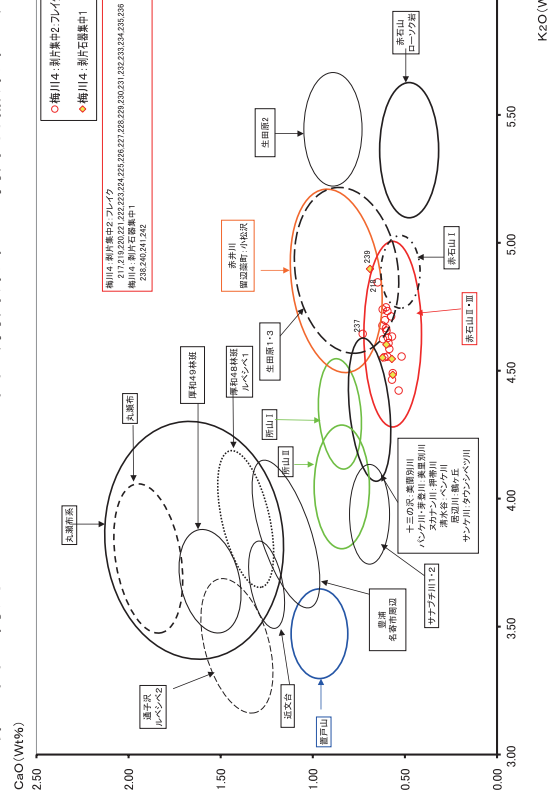 CaO(Wt%)
K2O(W
梅川4:剥片集中2:フレイク
梅川4:剥片石器集中1
梅川4:剥片集中2:フレイク
217,219,220,221,222,223,224,225,226,227,228,229,230,231,232,233,234,235,236
梅川4:剥片石器集中1
238,240,241,242
赤石山
ローソク岩
生田原2
赤石山Ⅰ
赤井川
留辺蘂町:小松沢
239
237
赤石山Ⅱ・Ⅲ
生田原1・3
厚和48林班
ルベシベ1
厚和49林班
丸瀬布
丸瀬布系
所山Ⅰ
所山Ⅱ
十三の沢:美蘭別川
パンケ川・芽登川:美里別川
ヌカナン川:押帯川
清水谷:ペンケ川
居辺川:鶴ヶ丘
サンケ川:タウシュベツ川
サナブチ川1・2
豊浦
名寄市周辺
近文台
通子沢
ルベシベ2
置戸山
2.50
2.00
1.50
1.00
0.50
0.00
3.00
3.50
4.00
4.50
5.00
5.50